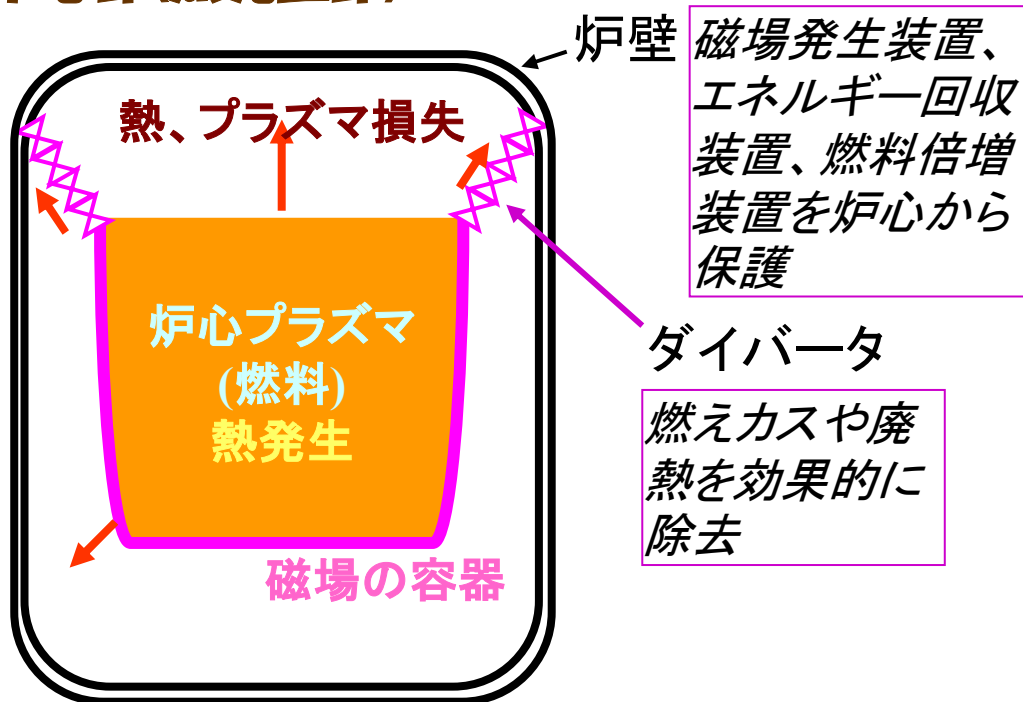 炉壁
磁場発生装置、
エネルギー回収
装置、燃料倍増
装置を炉心から
保護
熱、プラズマ損失
炉心プラズマ
(燃料)
熱発生
ダイバータ
燃えカスや廃
熱を効果的に
除去
磁場の容器